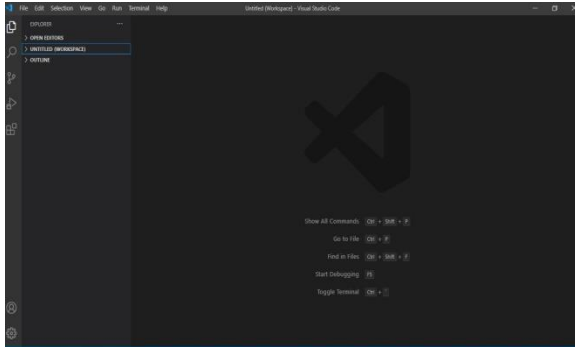 File Edit Selection View Go Run Terminal Help Untitled (Workspace) - Visual Studio Code
EXPLORER ...
> OPEN EDITORS
> UNTITLED (WORKSPACE)
> OUTLINE
Show All Commands Ctrl + Shift + P
Go to File Ctrl + P
Find in Files Ctrl + Shift + F
Start Debugging F5
Toggle Terminal Ctrl + `